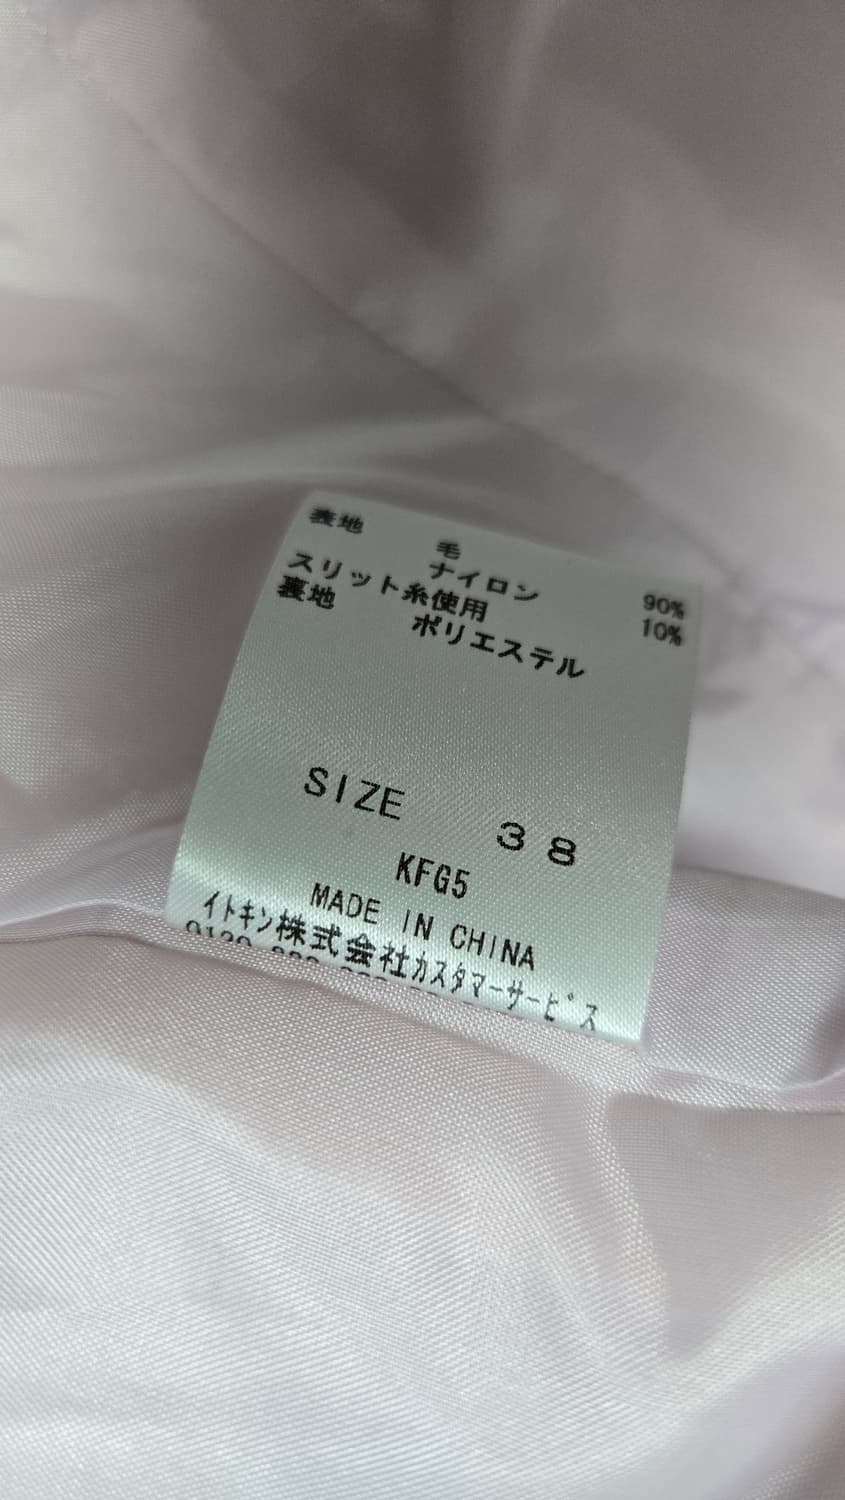 表地 毛 90%
ナイロン 10%
スリット糸使用
裏地 ポリエステル
SIZE 38
KFG5
MADE IN CHINA
イトキン株式会社カスタマーサービス